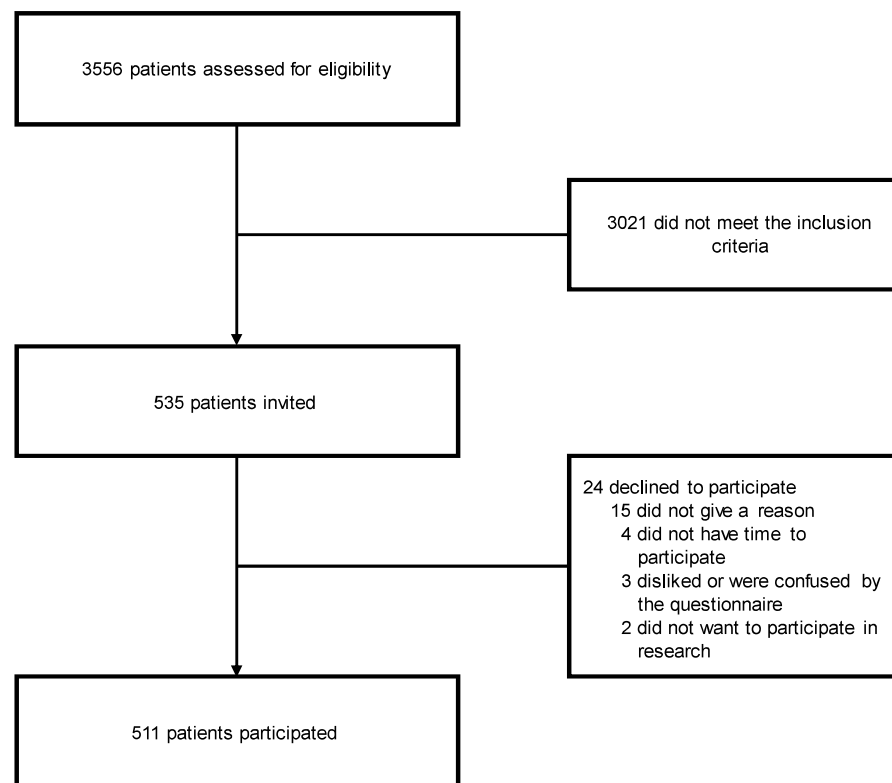 3556 patients assessed for eligibility
3021 did not meet the inclusion
criteria
535 patients invited
24 declined to participate
15 did not give a reason
4 did not have time to
participate
3 disliked or were confused by
the questionnaire
2 did not want to participate in
research
511 patients participated